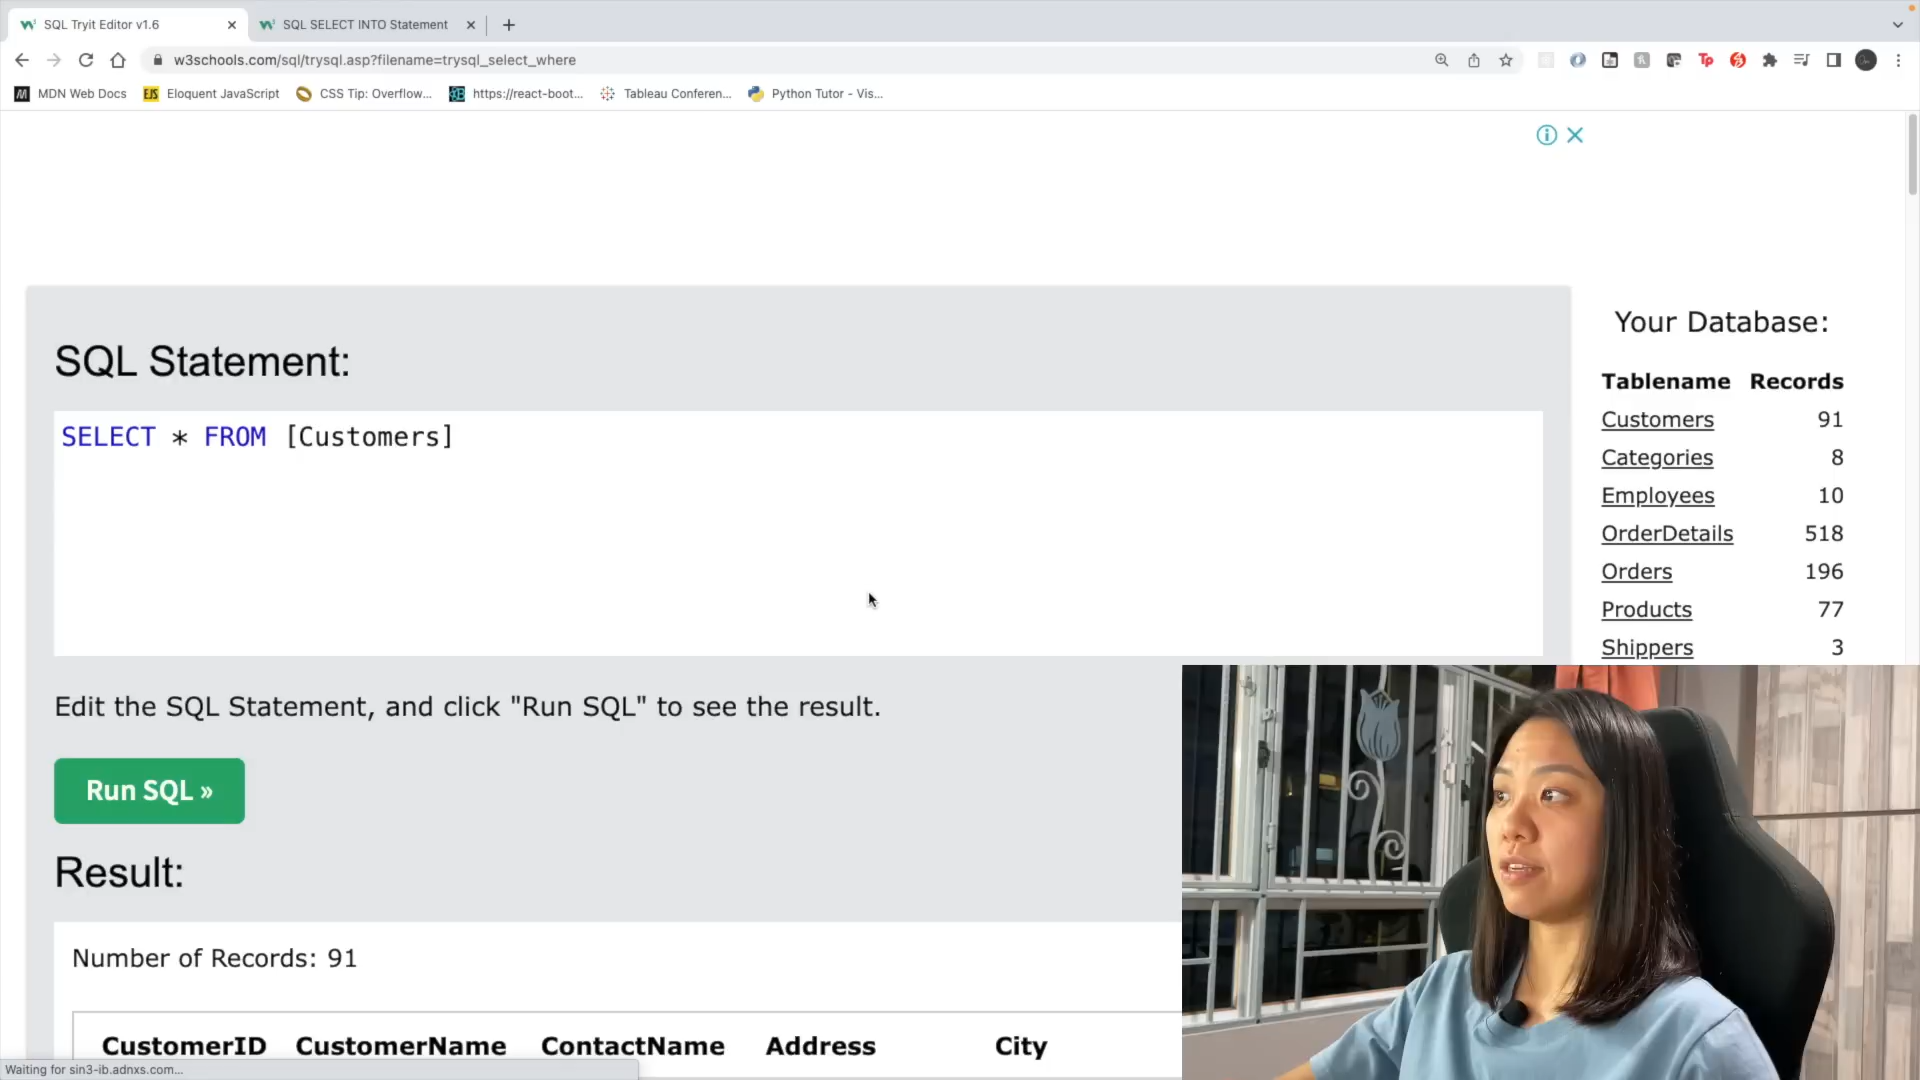 SQL Tryit Editor v1.6
SQL SELECT INTO Statement
w3schools.com/sql/trysql.asp?filename=trysql_select_where
MDN Web Docs
EJS Eloquent JavaScript
CSS Tip: Overflow...
https://react-boot...
Tableau Conferen...
Python Tutor - Vis...
SQL Statement:
SELECT * FROM [Customers]
Edit the SQL Statement, and click "Run SQL" to see the result.
Run SQL »
Result:
Number of Records: 91
CustomerID CustomerName ContactName Address City
Your Database:
Tablename Records
Customers 91
Categories 8
Employees 10
OrderDetails 518
Orders 196
Products 77
Shippers 3
Waiting for sin3-ib.adnxs.com...